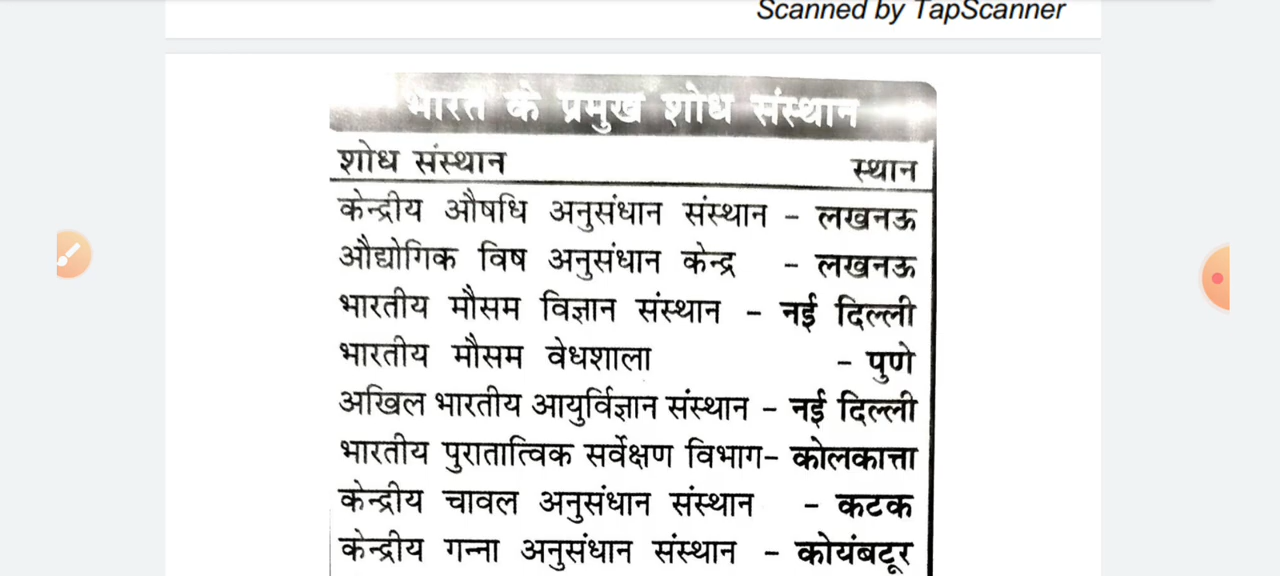 Scanned by TapScanner
भारत के प्रमुख शोध संस्थान
शोध संस्थान स्थान
केन्द्रीय औषधि अनुसंधान संस्थान - लखनऊ
औद्योगिक विष अनुसंधान केन्द्र - लखनऊ
भारतीय मौसम विज्ञान संस्थान - नई दिल्ली
भारतीय मौसम वेधशाला - पुणे
अखिल भारतीय आयुर्विज्ञान संस्थान - नई दिल्ली
भारतीय पुरातात्विक सर्वेक्षण विभाग- कोलकात्ता
केन्द्रीय चावल अनुसंधान संस्थान - कटक
केन्द्रीय गन्ना अनुसंधान संस्थान - कोयंबटूर